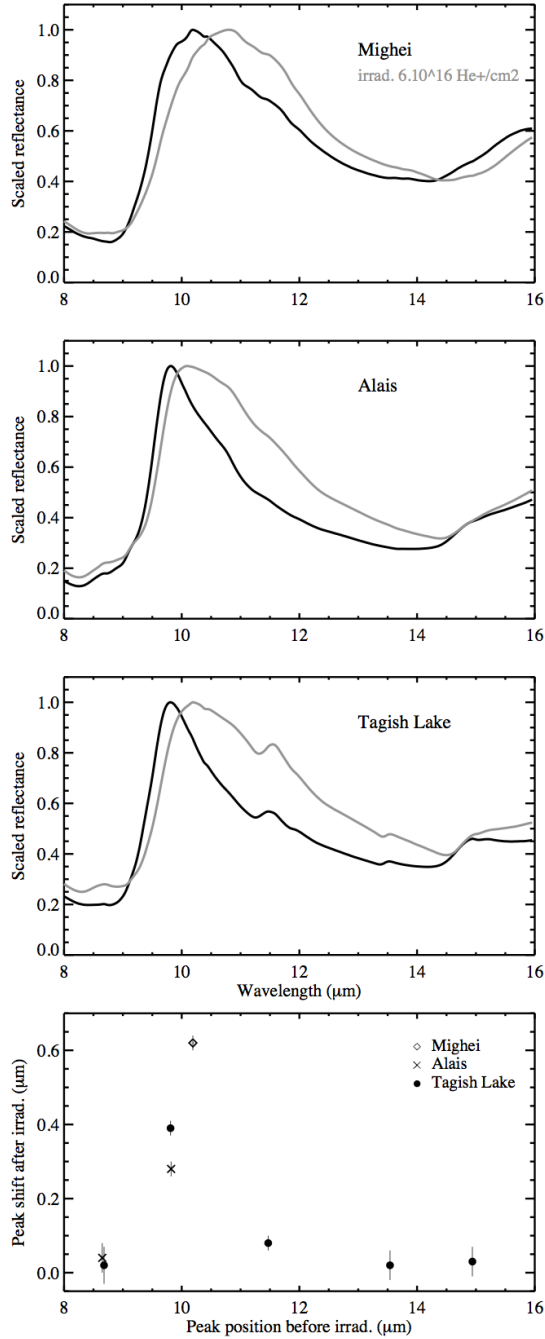 Mighei
irrad. 6.10^16 He+/cm2
Scaled reflectance
1.0
0.8
0.6
0.4
0.2
0.0
8 10 12 14 16
Alais
Scaled reflectance
1.0
0.8
0.6
0.4
0.2
0.0
8 10 12 14 16
Tagish Lake
Scaled reflectance
1.0
0.8
0.6
0.4
0.2
0.0
8 10 12 14 16
Wavelength (μm)
Mighei
Alais
Tagish Lake
Peak shift after irrad. (μm)
0.6
0.4
0.2
0.0
8 10 12 14 16
Peak position before irrad. (μm)